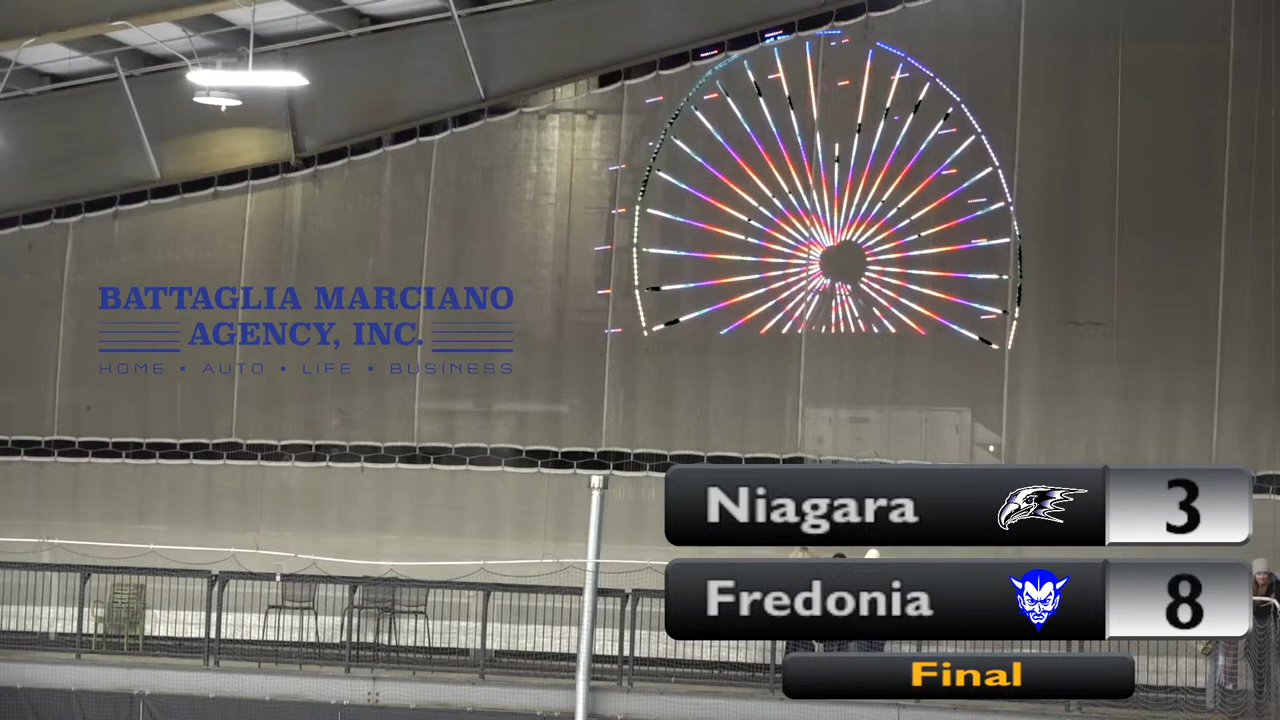 BATTAGLIA MARCIANO
AGENCY, INC.
HOME • AUTO • LIFE • BUSINESS
Niagara 3
Fredonia 8
Final